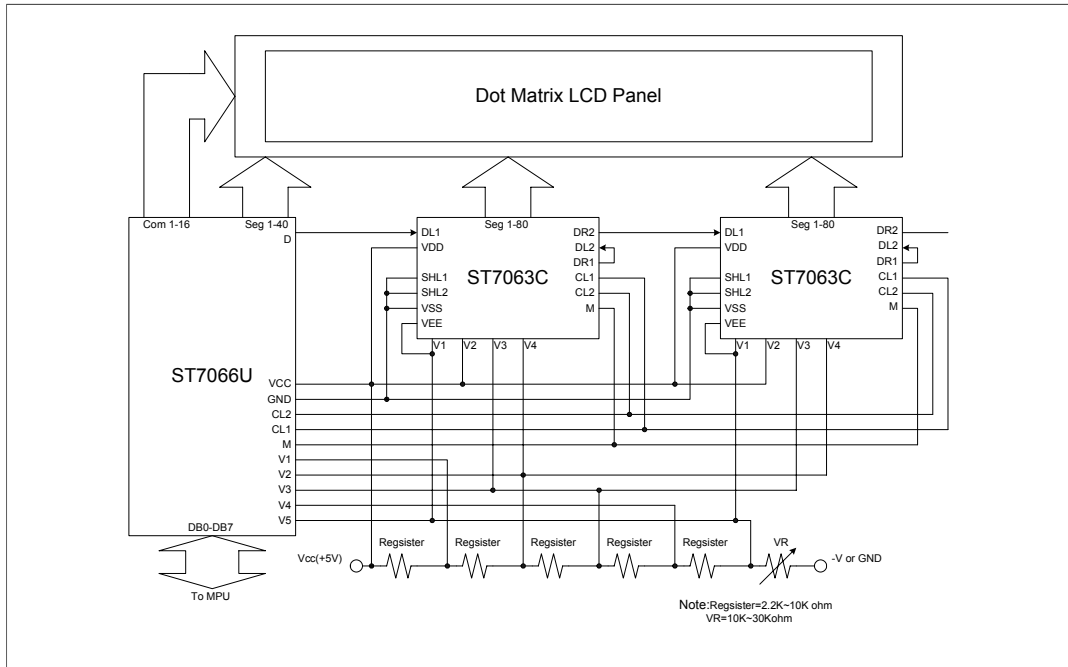 Dot Matrix LCD Panel
Com 1-16
Seg 1-40
D
ST7066U
VCC
GND
CL2
CL1
M
V1
V2
V3
V4
V5
DB0-DB7
To MPU
Seg 1-80
DL1
VDD
SHL1
SHL2
VSS
VEE
ST7063C
DR2
DL2
DR1
CL1
CL2
M
V1
V2
V3
V4
Seg 1-80
DL1
VDD
SHL1
SHL2
VSS
VEE
ST7063C
DR2
DL2
DR1
CL1
CL2
M
V1
V2
V3
V4
Vcc(+5V)
Regsister
Regsister
Regsister
Regsister
Regsister
VR
-V or GND
Note:Regsister=2.2K~10K ohm
VR=10K~30Kohm